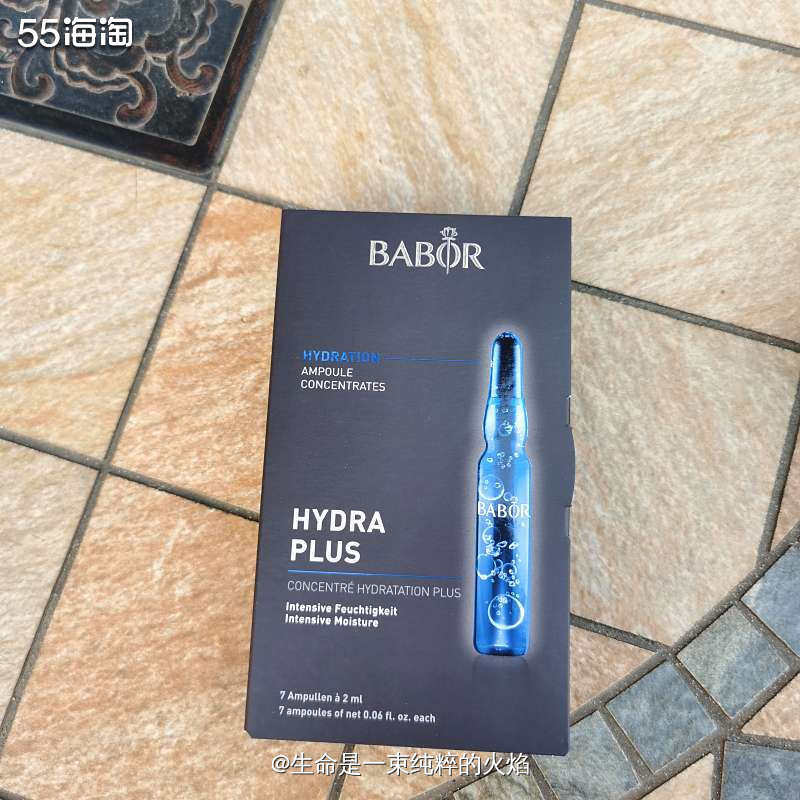 55海淘
BABOR
HYDRATION
AMPOULE
CONCENTRATES
BABOR
HYDRA
PLUS
CONCENTRÉ HYDRATATION PLUS
Intensive Feuchtigkeit
Intensive Moisture
7 Ampullen à 2 ml
7 ampoules of net 0.06 fl. oz. each
@生命是一束纯粹的火焰